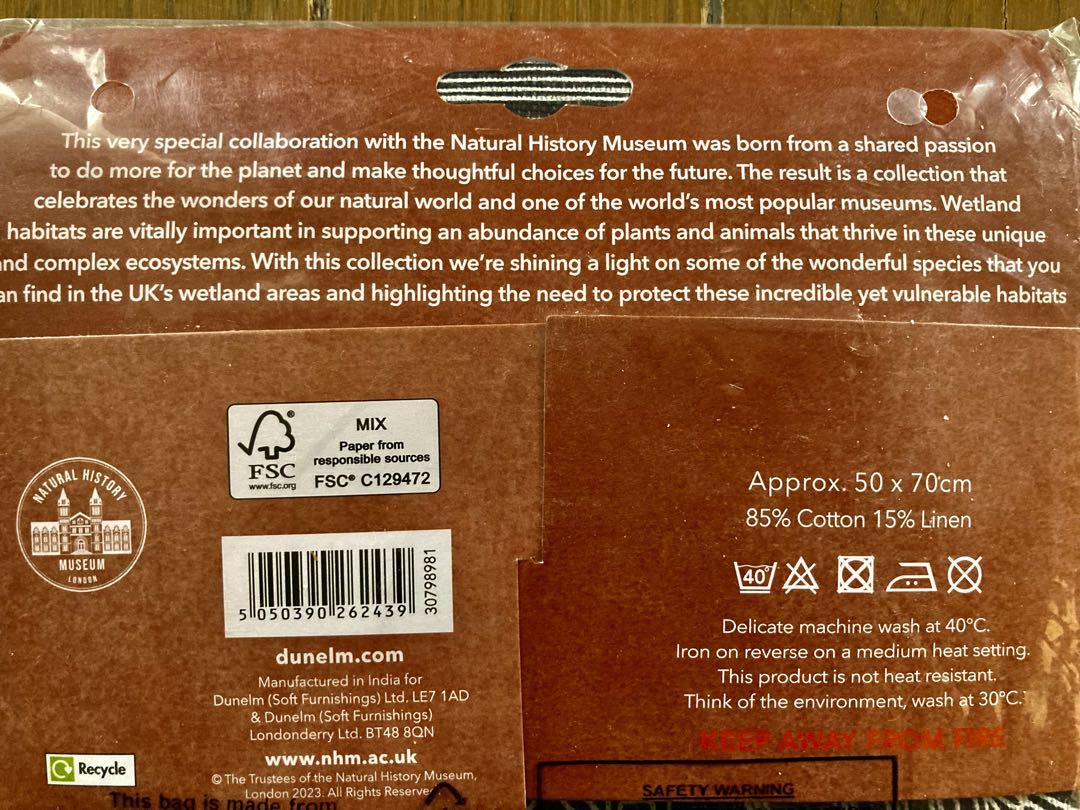 This very special collaboration with the Natural History Museum was born from a shared passion
to do more for the planet and make thoughtful choices for the future. The result is a collection that
celebrates the wonders of our natural world and one of the world's most popular museums. Wetland
habitats are vitally important in supporting an abundance of plants and animals that thrive in these unique
complex ecosystems. With this collection we're shining a light on some of the wonderful species that you
find in the UK's wetland areas and highlighting the need to protect these incredible yet vulnerable habitats
NATURAL HISTORY
MUSEUM
LONDON
FSC®
www.fsc.org
MIX
Paper from
responsible sources
FSC® C129472
5 050390 262439
30798981
dunelm.com
Manufactured in India for
Dunelm (Soft Furnishings) Ltd. LE7 1AD
& Dunelm (Soft Furnishings)
Londonderry Ltd. BT48 8QN
www.nhm.ac.uk
© The Trustees of the Natural History Museum,
London 2023. All Rights
Recycle
This bag is made from
Approx. 50 x 70cm
85% Cotton 15% Linen
40°
Delicate machine wash at 40°C.
Iron on reverse on a medium heat setting.
This product is not heat resistant.
Think of the environment, wash at 30°C.
KEEP AWAY FROM FIRE
SAFETY WARNING